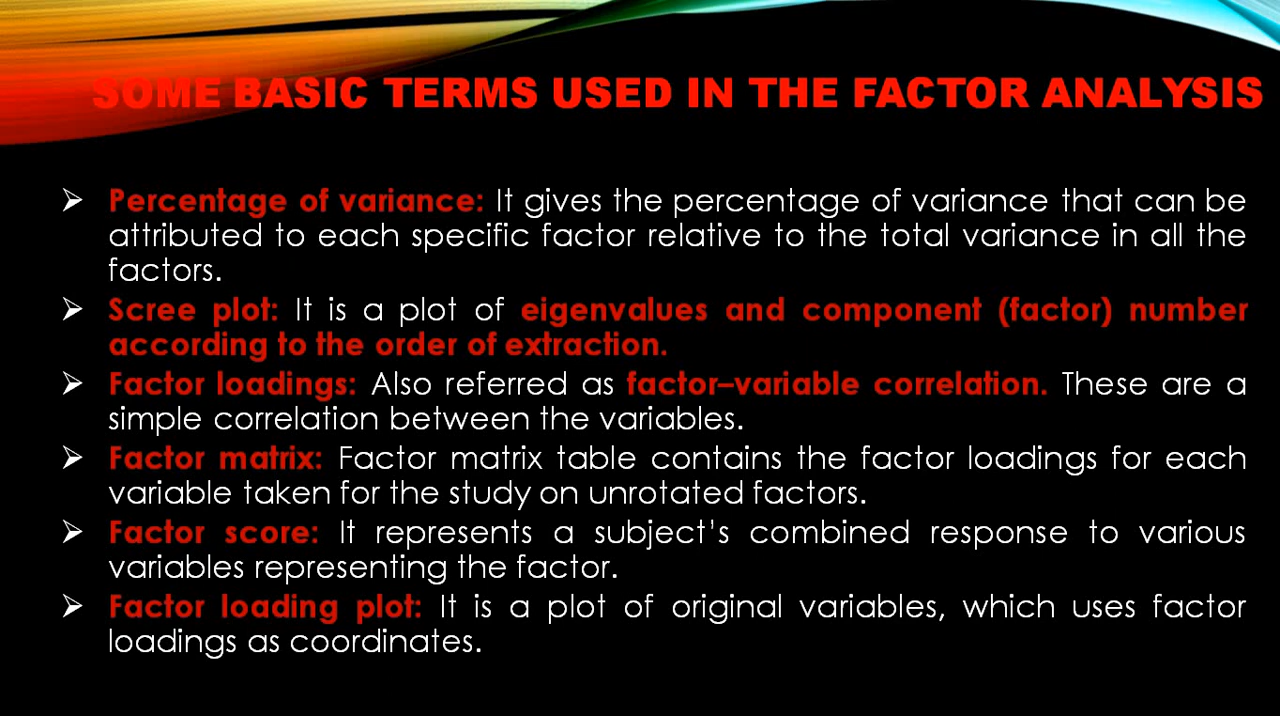 SOME BASIC TERMS USED IN THE FACTOR ANALYSIS
➢ Percentage of variance: It gives the percentage of variance that can be
attributed to each specific factor relative to the total variance in all the
factors.
➢ Scree plot: It is a plot of eigenvalues and component (factor) number
according to the order of extraction.
➢ Factor loadings: Also referred as factor–variable correlation. These are a
simple correlation between the variables.
➢ Factor matrix: Factor matrix table contains the factor loadings for each
variable taken for the study on unrotated factors.
➢ Factor score: It represents a subject's combined response to various
variables representing the factor.
➢ Factor loading plot: It is a plot of original variables, which uses factor
loadings as coordinates.